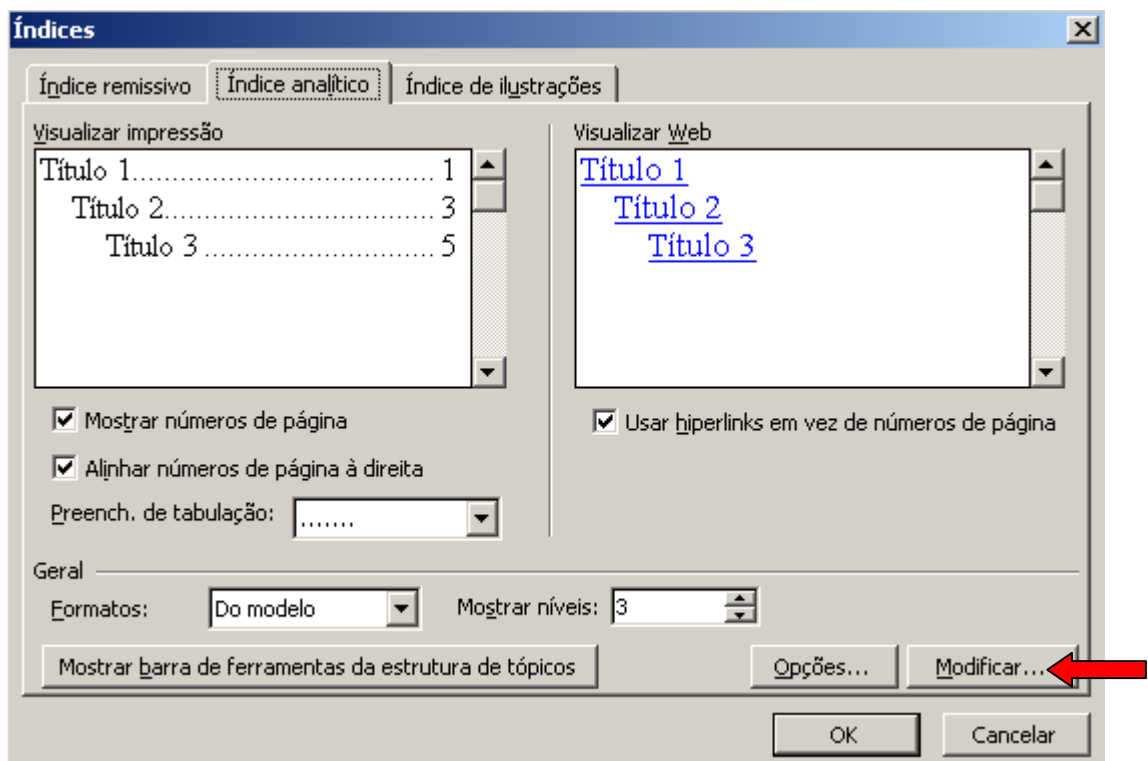 Índices
Índice remissivo Índice analítico Índice de ilustrações
Visualizar impressão
Título 1.................................... 1
Título 2................................. 3
Título 3 ............................ 5
Visualizar Web
Título 1
Título 2
Título 3
Mostrar números de página
Alinhar números de página à direita
Preench. de tabulação: .......
Usar hiperlinks em vez de números de página
Geral
Formatos: Do modelo Mostrar níveis: 3
Mostrar barra de ferramentas da estrutura de tópicos Opções... Modificar...
OK Cancelar